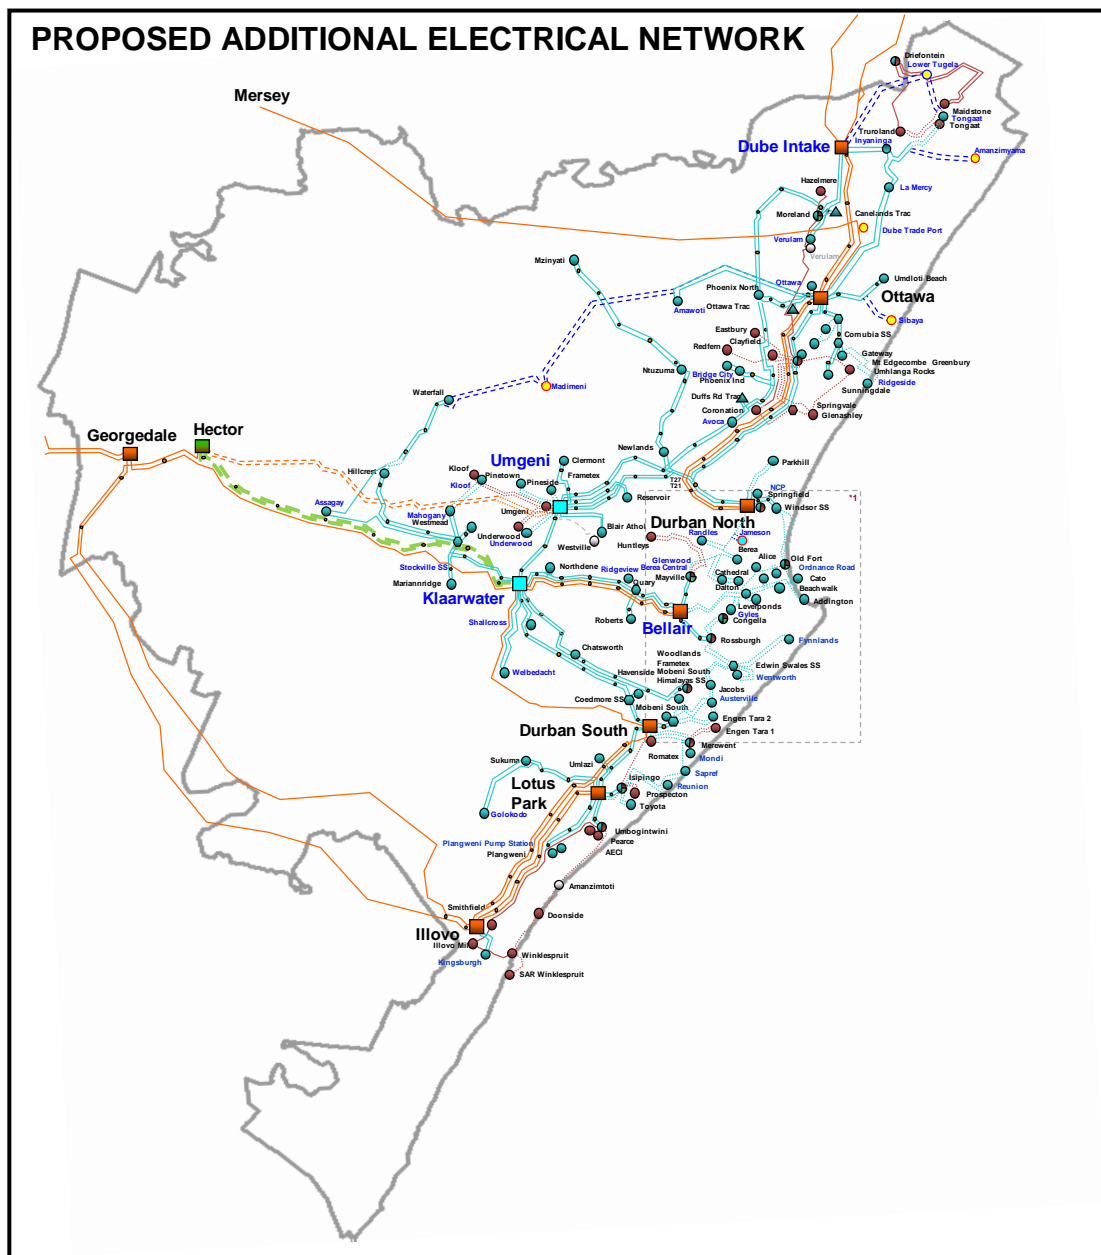 PROPOSED ADDITIONAL ELECTRICAL NETWORK
Driefontein
Lower Tugela
Mersey
Maidstone
Tongaat
Tongaat
Truroland
Inyaninga
Dube Intake
Amanzimyama
Hazelmere
La Mercy
Moreland
Canelands Trac
Dube Trade Port
Verulam
Verulam
Mzinyati
Umdloti Beach
Ottawa
Phoenix North
Ottawa
Ottawa Trac
Amawoti
Sibaya
Eastbury
Cornubia SS
Clayfield
Redfern
Gateway
Mt Edgecombe Greenbury
Umhlanga Rocks
Ntuzuma
Bridge City
Phoenix Ind
Ridgeside
Sunningdale
Madimeni
Waterfall
Duffs Rd Trac
Springvale
Coronation
Glenashley
Avoca
Georgedale
Hector
Newlands
Umgeni
Clermont
Parkhill
Kloof
Frametex
Hillcrest
Pinetown
Pineside
Kloof
T27
T21
NCP
Springfield
*1
Reservoir
Windsor SS
Assagay
Mahogany
Umgeni
Westmead
Durban North
Blair Athol
Underwood
Randles
Jameson
Underwood
Westville
Huntleys
Berea
Old Fort
Stockville SS
Northdene
Glenwood
Alice
Ordnance Road
Ridgeview
Berea Central
Mayville
Cathedral
Cato
Mariannridge
Klaarwater
Quary
Dalton
Beachwalk
Addington
Leverponds
Gyles
Roberts
Bellair
Congella
Shallcross
Rossburgh
Fynnlands
Chatsworth
Woodlands
Frametex
Edwin Swales SS
Welbedacht
Havenside
Mobeni South
Himalayas SS
Wentworth
Jacobs
Coedmore SS
Austerville
Mobeni South
Engen Tara 2
Durban South
Engen Tara 1
Merewent
Romatex
Mondi
Sukuma
Umlazi
Sapref
Lotus
Park
Isipingo
Reunion
Prospecton
Toyota
Golokodo
Umbogintwini
Plangweni Pump Station
Pearce
Plangweni
AECI
Amanzimtoti
Smithfield
Doonside
Illovo
Illovo Mill
Winklespruit
Kingsburgh
SAR Winklespruit